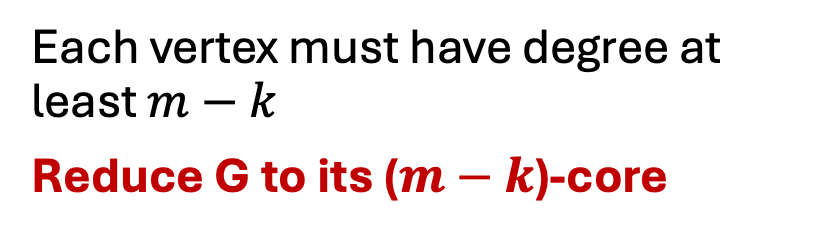 Each vertex must have degree at
least m − k
Reduce G to its (m − k)-core